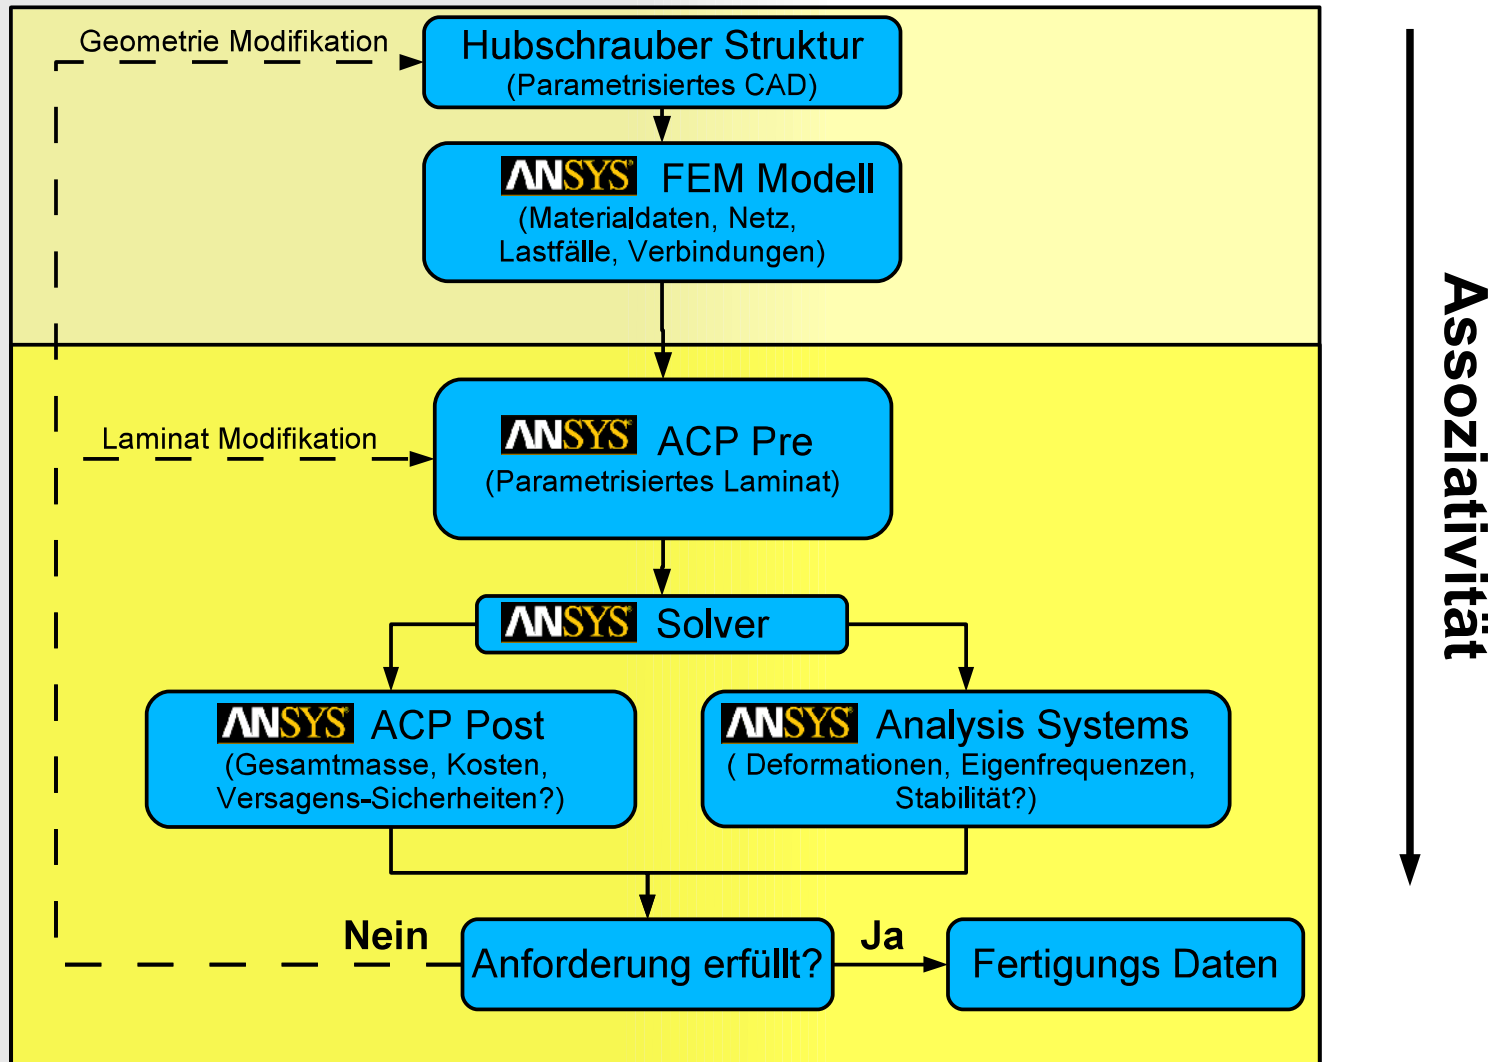 Geometrie Modifikation
Hubschrauber Struktur
(Parametrisiertes CAD)
ANSYS FEM Modell
(Materialdaten, Netz,
Lastfälle, Verbindungen)
Laminat Modifikation
ANSYS ACP Pre
(Parametrisiertes Laminat)
ANSYS Solver
ANSYS ACP Post
(Gesamtmasse, Kosten,
Versagens-Sicherheiten?)
ANSYS Analysis Systems
( Deformationen, Eigenfrequenzen,
Stabilität?)
Nein
Anforderung erfüllt?
Ja
Fertigungs Daten
Assoziativität